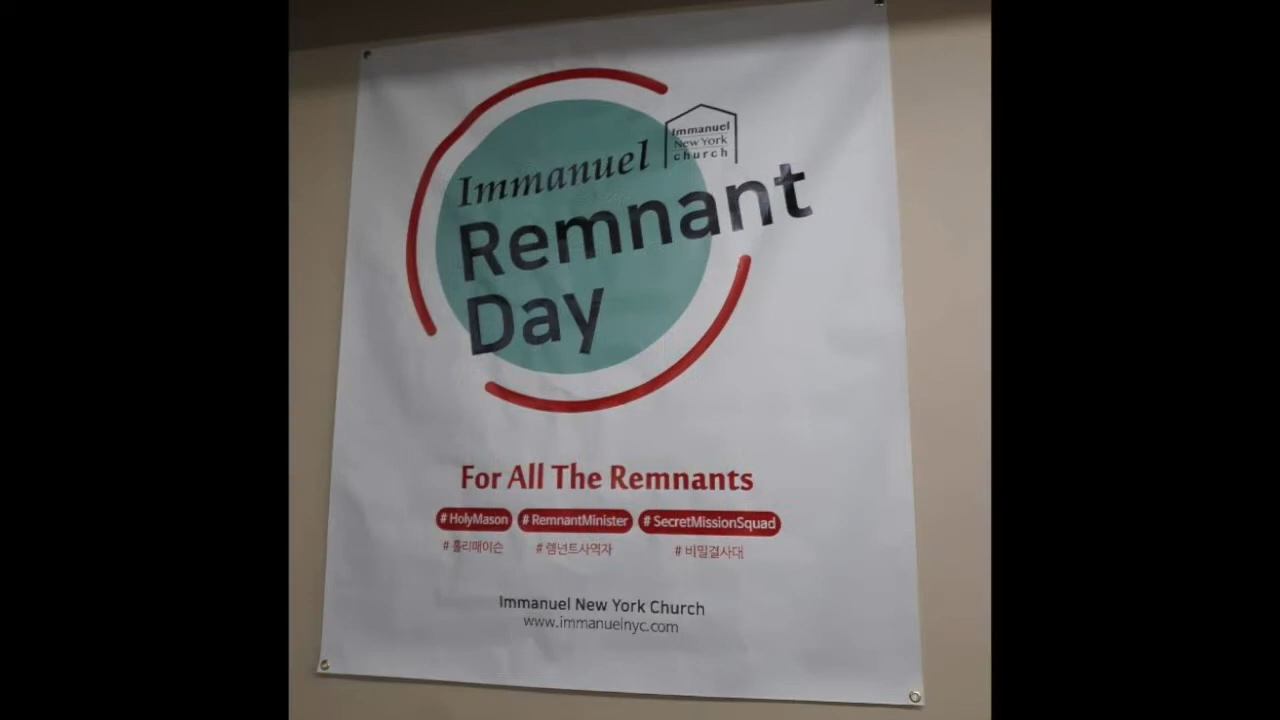 Immanuel
Immanuel
New York
church
Remnant
Day
For All The Remnants
# HolyMason # RemnantMinister # SecretMissionSquad
# 홀리메이슨 # 렘넌트사역자 # 비밀결사대
Immanuel New York Church
www.immanuelnyc.com